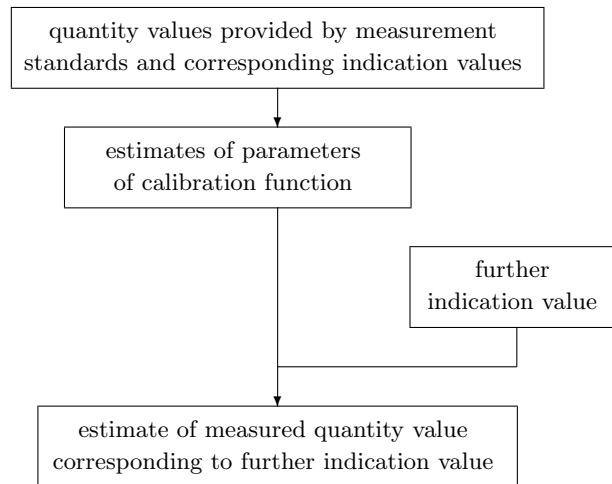 quantity values provided by measurement
standards and corresponding indication values
estimates of parameters
of calibration function
further
indication value
estimate of measured quantity value
corresponding to further indication value